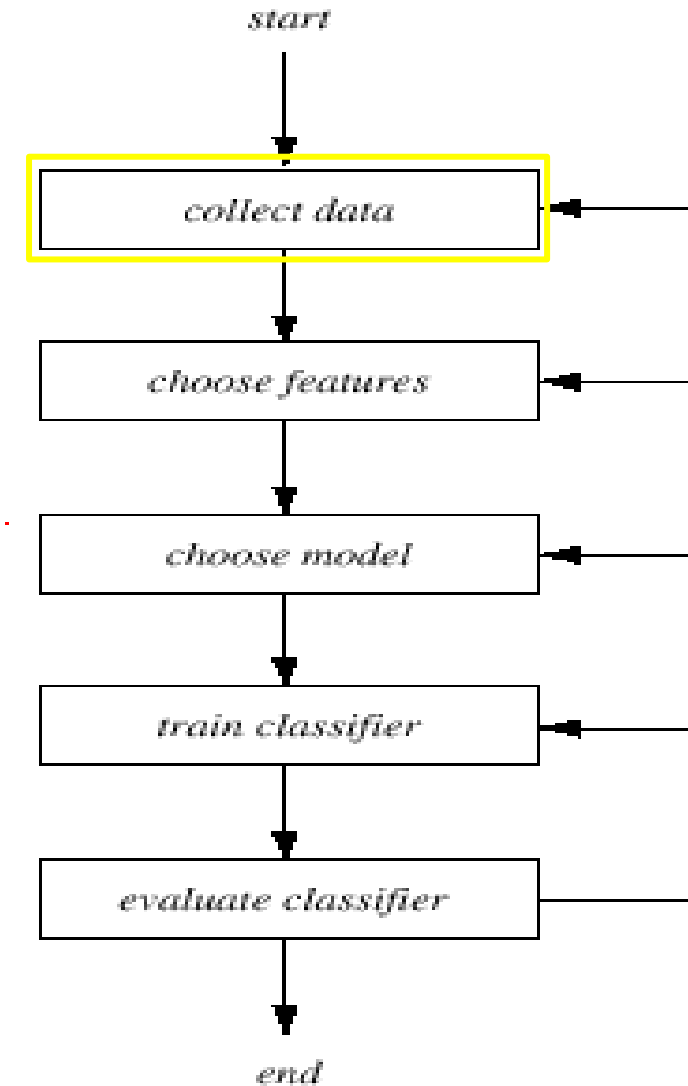 start
collect data
choose features
choose model
train classifier
evaluate classifier
end